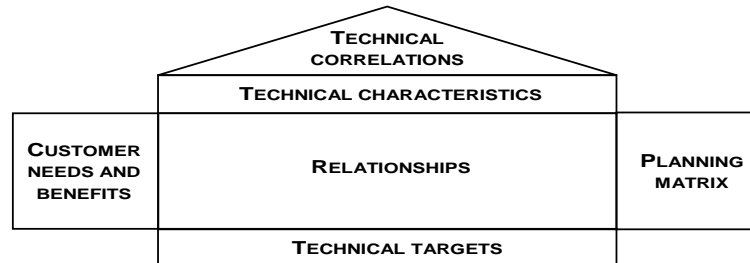 TECHNICAL
CORRELATIONS
TECHNICAL CHARACTERISTICS
CUSTOMER
NEEDS AND
BENEFITS
RELATIONSHIPS
PLANNING
MATRIX
TECHNICAL TARGETS